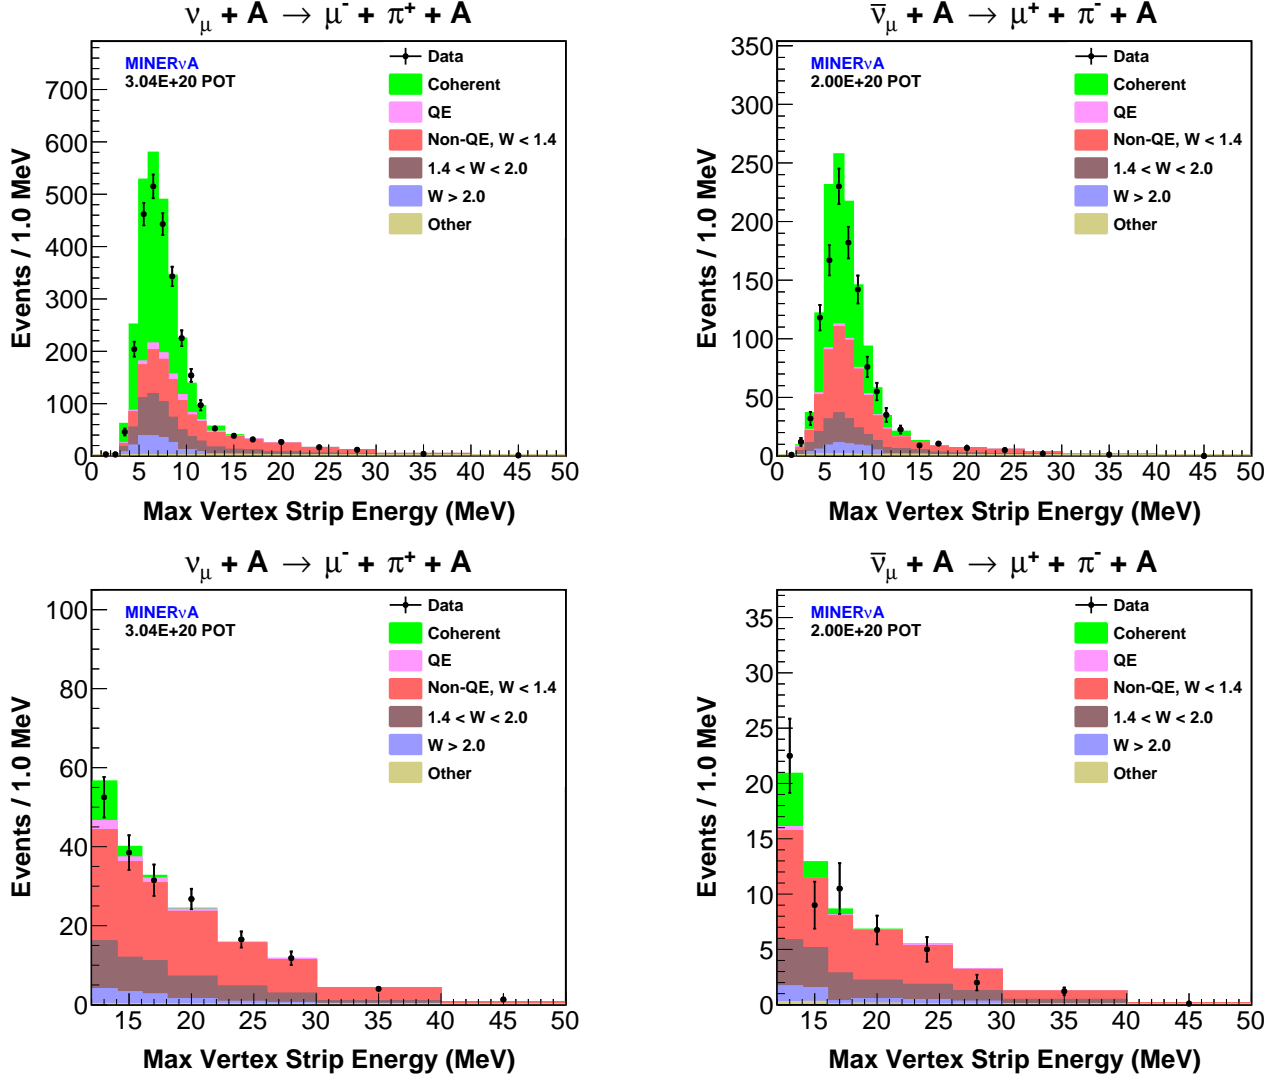 ν_μ + A → μ⁻ + π⁺ + A
MINERνA
3.04E+20 POT
Data
Coherent
QE
Non-QE, W < 1.4
1.4 < W < 2.0
W > 2.0
Other
Events / 1.0 MeV
700
600
500
400
300
200
100
0
0 5 10 15 20 25 30 35 40 45 50
Max Vertex Strip Energy (MeV)
ν̅_μ + A → μ⁺ + π⁻ + A
MINERνA
2.00E+20 POT
Data
Coherent
QE
Non-QE, W < 1.4
1.4 < W < 2.0
W > 2.0
Other
Events / 1.0 MeV
350
300
250
200
150
100
50
0
0 5 10 15 20 25 30 35 40 45 50
Max Vertex Strip Energy (MeV)
ν_μ + A → μ⁻ + π⁺ + A
MINERνA
3.04E+20 POT
Data
Coherent
QE
Non-QE, W < 1.4
1.4 < W < 2.0
W > 2.0
Other
Events / 1.0 MeV
100
80
60
40
20
0
15 20 25 30 35 40 45 50
Max Vertex Strip Energy (MeV)
ν̅_μ + A → μ⁺ + π⁻ + A
MINERνA
2.00E+20 POT
Data
Coherent
QE
Non-QE, W < 1.4
1.4 < W < 2.0
W > 2.0
Other
Events / 1.0 MeV
35
30
25
20
15
10
5
0
15 20 25 30 35 40 45 50
Max Vertex Strip Energy (MeV)